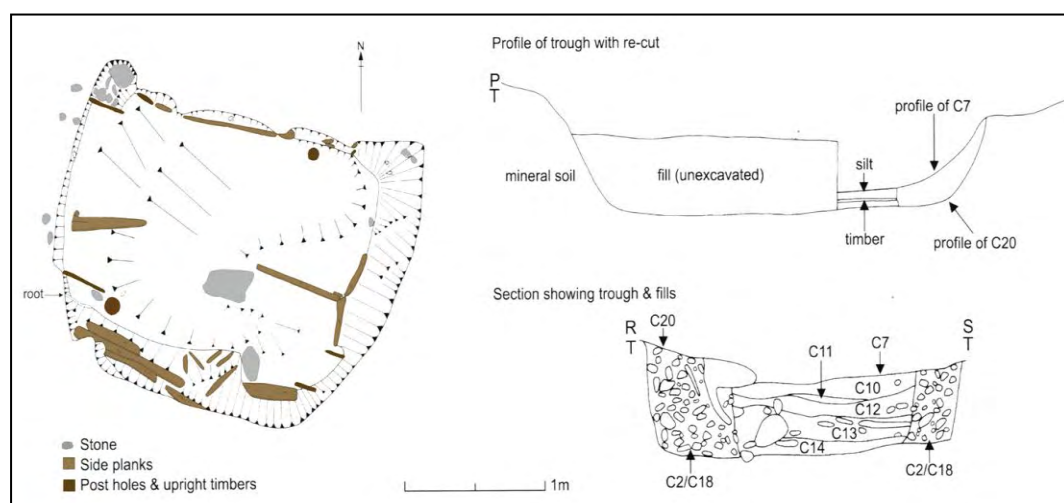 N
root
Stone
Side planks
Post holes & upright timbers
1m
Profile of trough with re-cut
P
T
mineral soil
fill (unexcavated)
silt
timber
profile of C7
profile of C20
Section showing trough & fills
R
T
C20
C11
C7
S
T
C10
C12
C13
C14
C2/C18
C2/C18